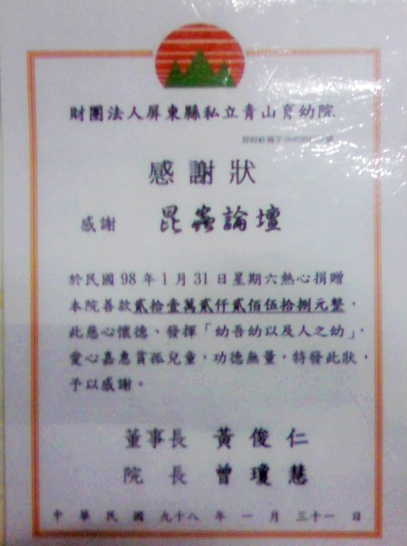 財團法人屏東縣私立青山育幼院
感謝狀
感謝 昆蟲論壇
於民國98年1月31日星期六熱心捐贈
本院善款貳拾壹萬貳仟貳佰伍拾捌元整，
此慈心懷德、發揮「幼吾幼以及人之幼」，
愛心嘉惠貧孤兒童，功德無量，特發此狀，
予以感謝。
董事長 黃俊仁
院長 曾瓊慧
中華民國九十八年一月三十一日